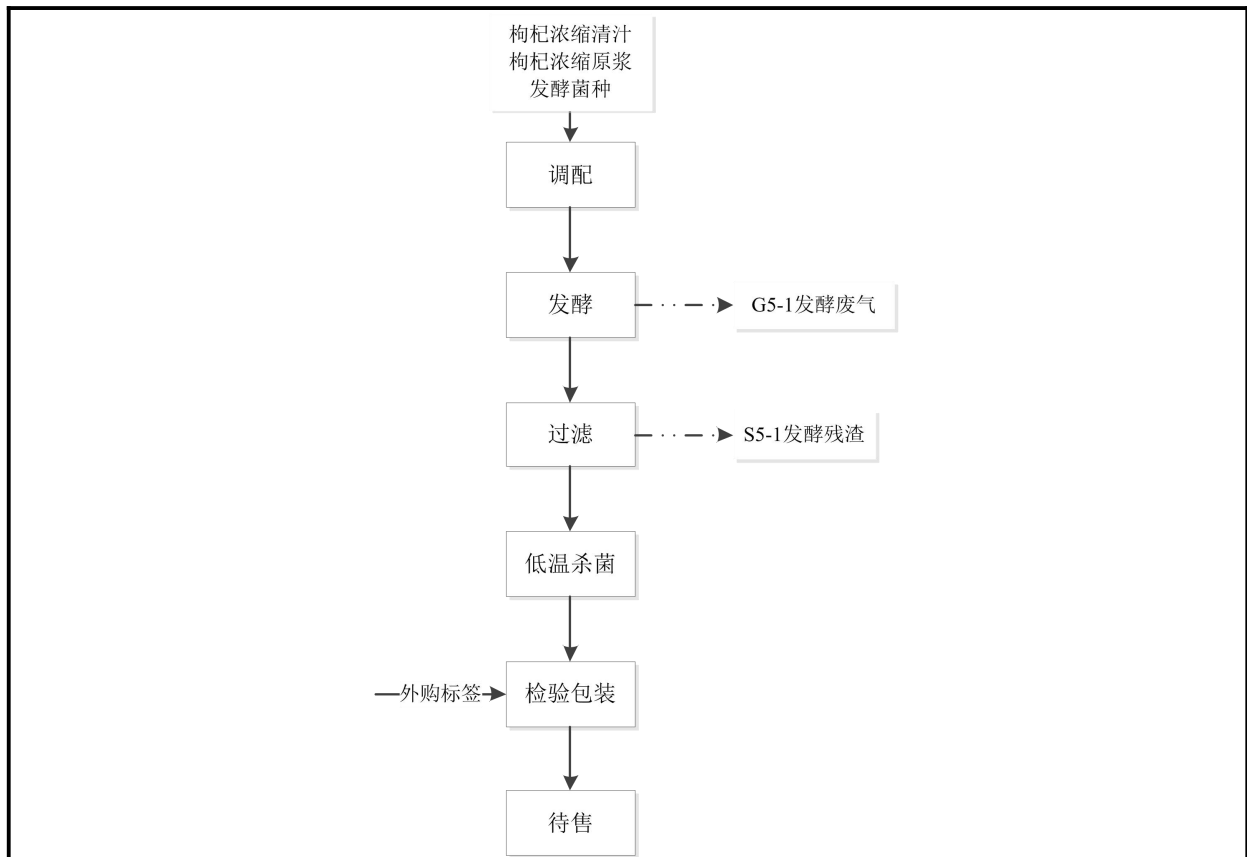 枸杞浓缩清汁
枸杞浓缩原浆
发酵菌种
调配
发酵
G5-1发酵废气
过滤
S5-1发酵残渣
低温杀菌
外购标签
检验包装
待售